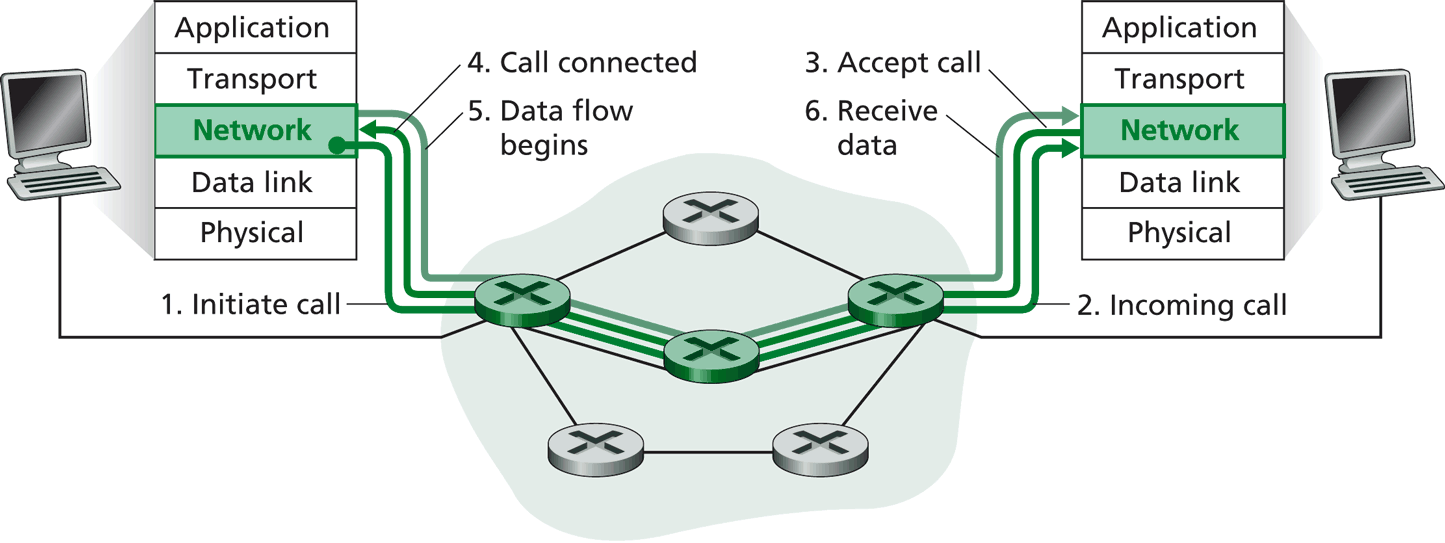 Application
Transport
Network
Data link
Physical
4. Call connected
5. Data flow
begins
1. Initiate call
3. Accept call
6. Receive
data
2. Incoming call
Application
Transport
Network
Data link
Physical